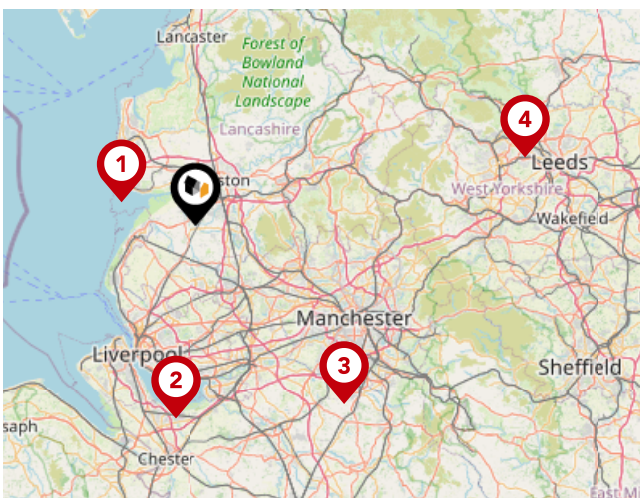 Lancaster
Forest of
Bowland
National
Landscape
Lancashire
4
1
Leeds
ston
West Yorkshire
Wakefield
Manchester
Liverpool
3
Sheffield
2
saph
Chester
East M